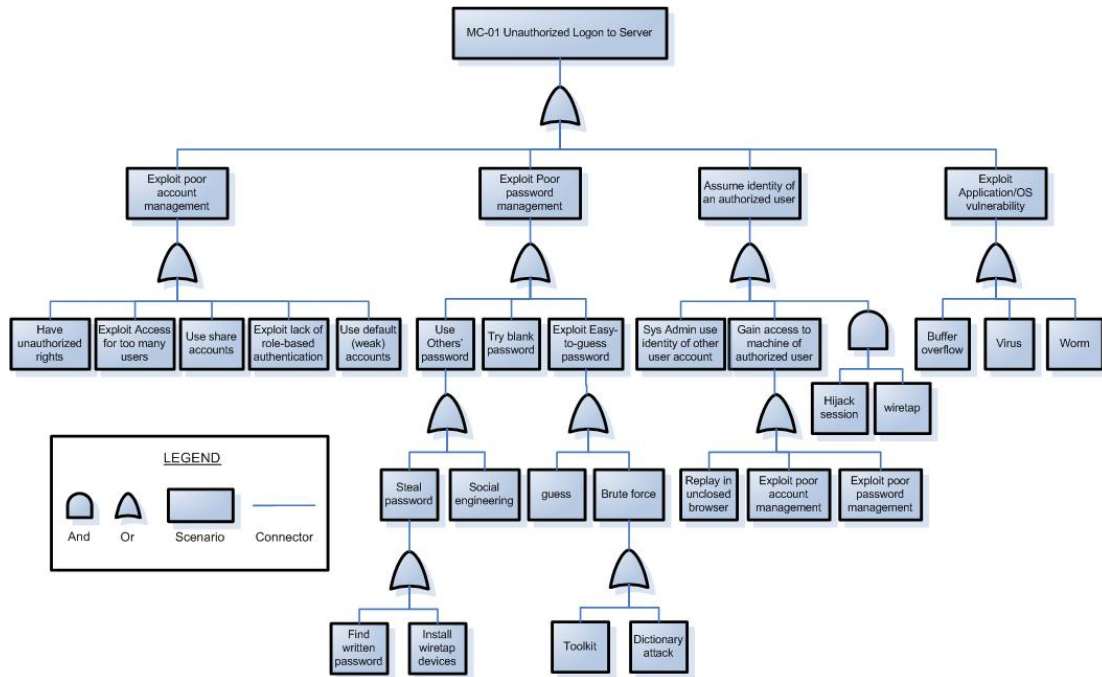 MC-01 Unauthorized Logon to Server
Exploit poor
account
management
Exploit Poor
password
management
Assume identity of
an authorized user
Exploit
Application/OS
vulnerability
Have
unauthorized
rights
Exploit Access
for too many
users
Use share
accounts
Exploit lack of
role-based
authentication
Use default
(weak)
accounts
Use
Others'
password
Try blank
password
Exploit Easy-
to-guess
password
Sys Admin use
identity of other
user account
Gain access to
machine of
authorized user
Buffer
overflow
Virus
Worm
Hijack
session
wiretap
Steal
password
Social
engineering
guess
Brute force
Replay in
unclosed
browser
Exploit poor
account
management
Exploit poor
password
management
LEGEND
And
Or
Scenario
Connector
Find
written
password
Install
wiretap
devices
Toolkit
Dictionary
attack